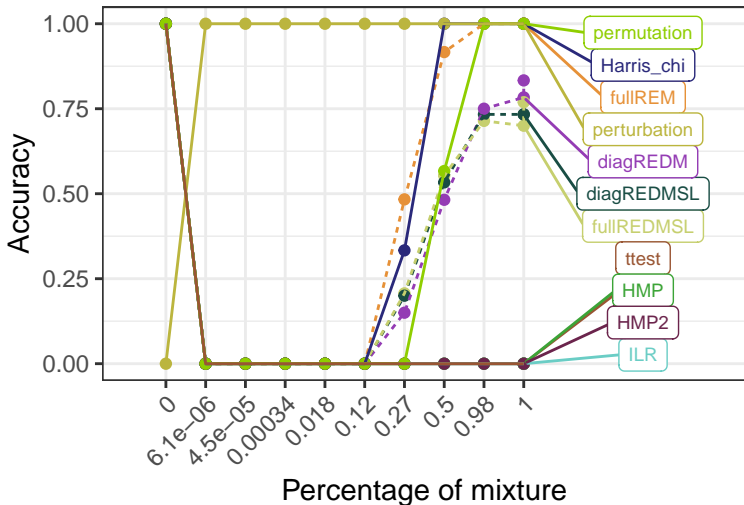 1.00
0.75
0.50
0.25
0.00
Accuracy
permutation
Harris_chi
fullREM
perturbation
diagREDM
diagREDMSL
fullREDMSL
ttest
HMP
HMP2
ILR
0
6.1e−06
4.5e−05
0.00034
0.018
0.12
0.27
0.5
0.98
1
Percentage of mixture